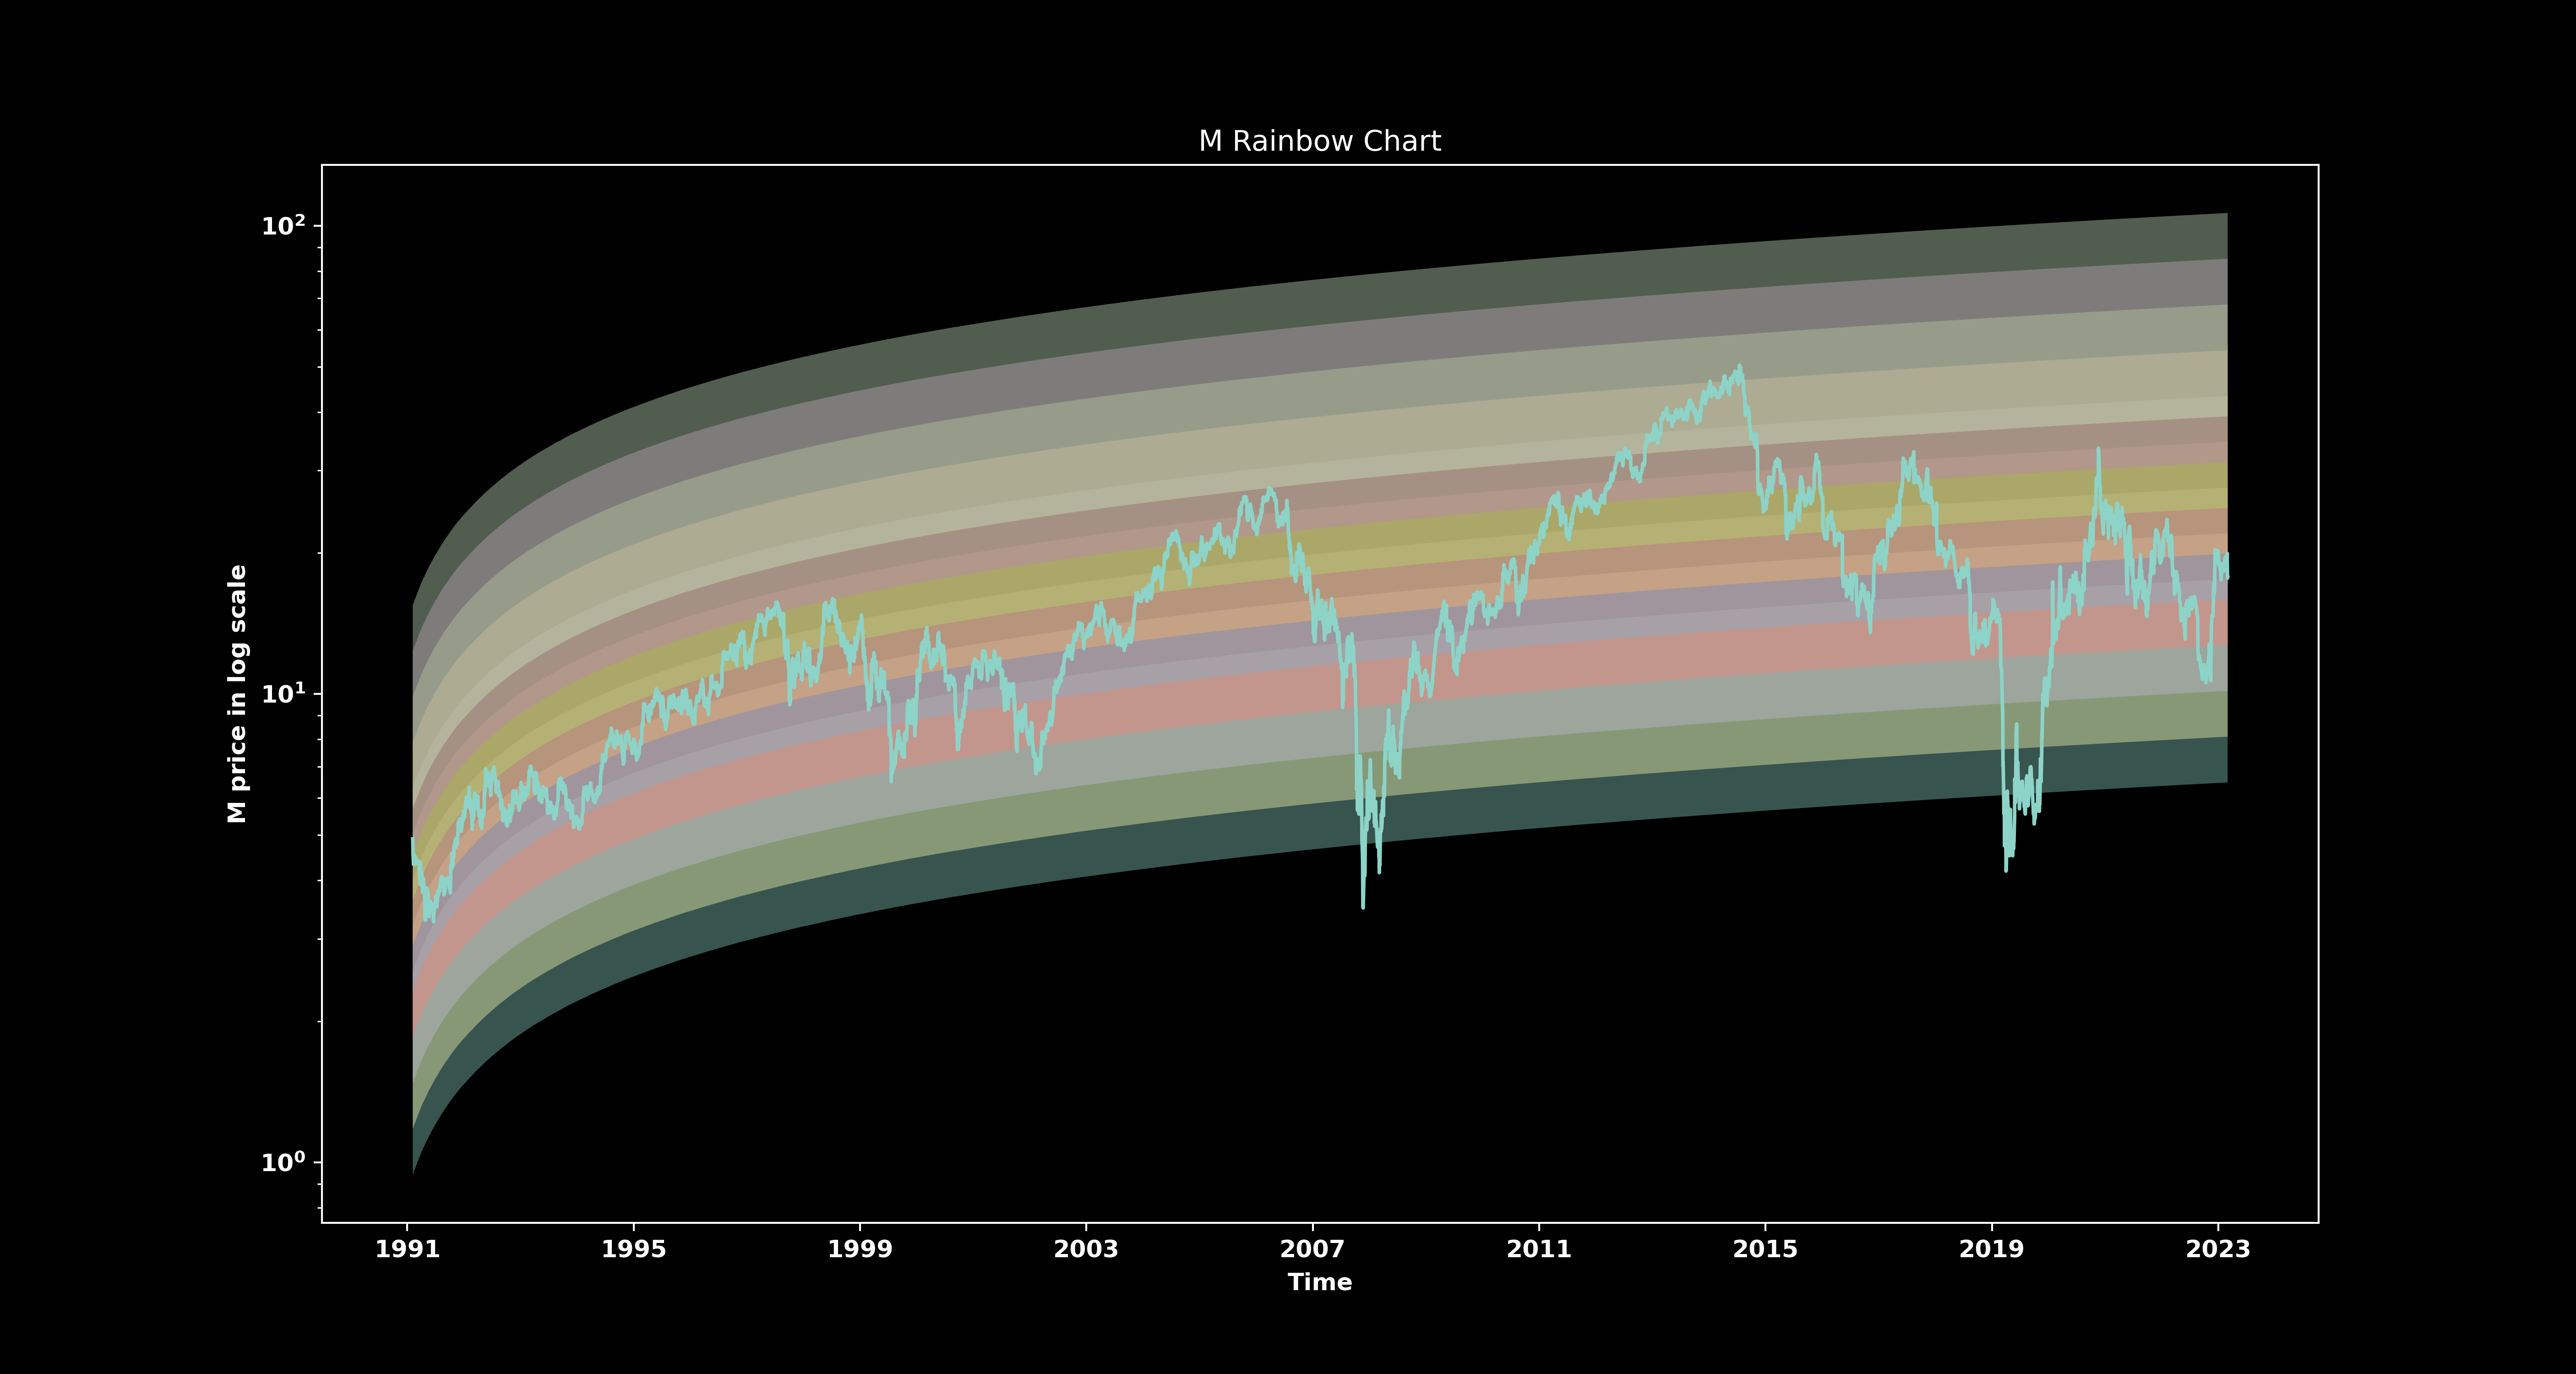 M Rainbow Chart
M price in log scale
10²
10¹
10⁰
1991 1995 1999 2003 2007 2011 2015 2019 2023
Time